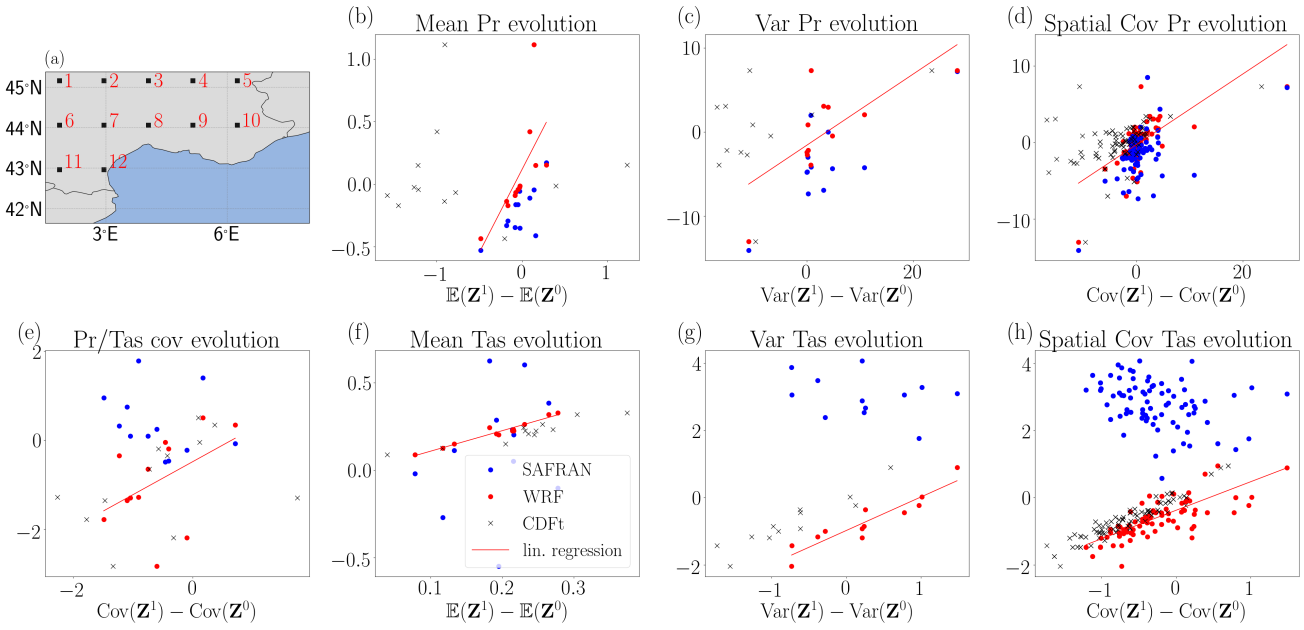 (a)
1 2 3 4 5
45°N
6 7 8 9 10
44°N
11 12
43°N
42°N
3°E 6°E
(b) Mean Pr evolution
1.0
0.5
0.0
−0.5
−1 0 1
𝔼(Z¹) − 𝔼(Z⁰)
(c) Var Pr evolution
10
0
−10
0 20
Var(Z¹) − Var(Z⁰)
(d) Spatial Cov Pr evolution
10
0
−10
0 20
Cov(Z¹) − Cov(Z⁰)
(e) Pr/Tas cov evolution
2
0
−2
−2 0
Cov(Z¹) − Cov(Z⁰)
(f) Mean Tas evolution
0.5
0.0
−0.5
SAFRAN
WRF
CDFt
lin. regression
0.1 0.2 0.3
𝔼(Z¹) − 𝔼(Z⁰)
(g) Var Tas evolution
4
2
0
−2
−1 0 1
Var(Z¹) − Var(Z⁰)
(h) Spatial Cov Tas evolution
4
2
0
−2
−1 0 1
Cov(Z¹) − Cov(Z⁰)